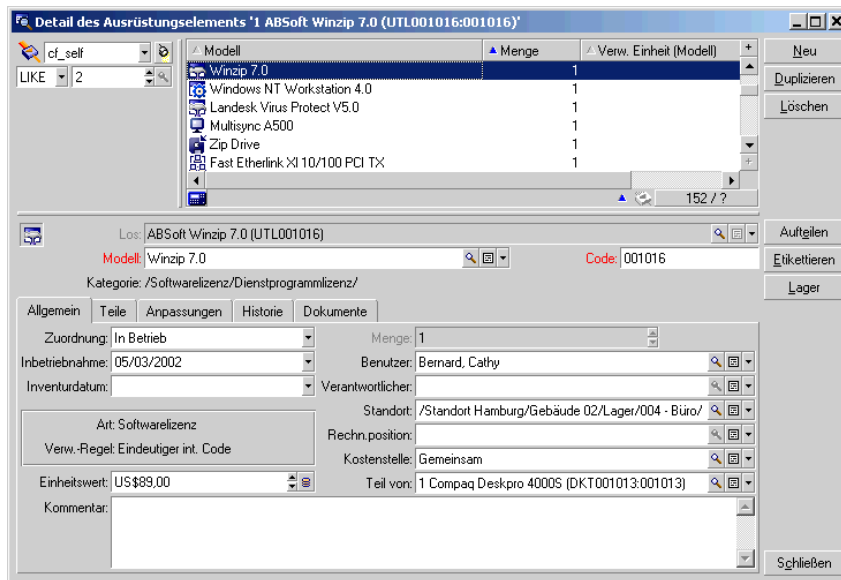 Detail des Ausrüstungselements '1 ABSoft Winzip 7.0 (UTL001016:001016)'
cf_self
LIKE 2
Modell Menge Verw. Einheit (Modell) +
Winzip 7.0 1
Windows NT Workstation 4.0 1
Landesk Virus Protect V5.0 1
Multisync A500 1
Zip Drive 1
Fast Etherlink XI 10/100 PCI TX 1
152 / ?
Neu
Duplizieren
Löschen
Los: ABSoft Winzip 7.0 (UTL001016)
Modell: Winzip 7.0 Code: 001016
Kategorie: /Softwarelizenz/Dienstprogrammlizenz/
Aufteilen
Etikettieren
Lager
Allgemein Teile Anpassungen Historie Dokumente
Zuordnung: In Betrieb Menge: 1
Inbetriebnahme: 05/03/2002 Benutzer: Bernard, Cathy
Inventurdatum: Verantwortlicher:
Standort: /Standort Hamburg/Gebäude 02/Lager/004 - Büro/
Art: Softwarelizenz
Rechn.position:
Verw.-Regel: Eindeutiger int. Code
Kostenstelle: Gemeinsam
Einheitswert: US$89,00 Teil von: 1 Compaq Deskpro 4000S (DKT001013:001013)
Kommentar:
Schließen